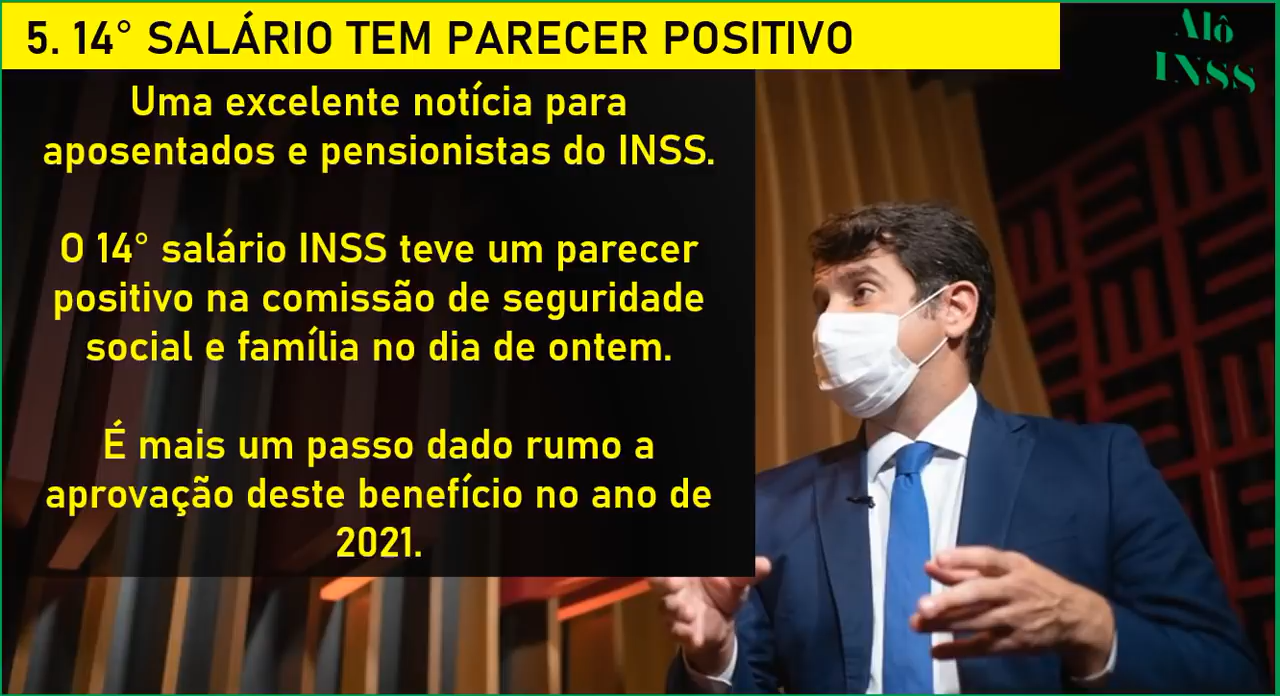 5. 14° SALÁRIO TEM PARECER POSITIVO
Alô
INSS
Uma excelente notícia para
aposentados e pensionistas do INSS.
O 14° salário INSS teve um parecer
positivo na comissão de seguridade
social e família no dia de ontem.
É mais um passo dado rumo a
aprovação deste benefício no ano de
2021.